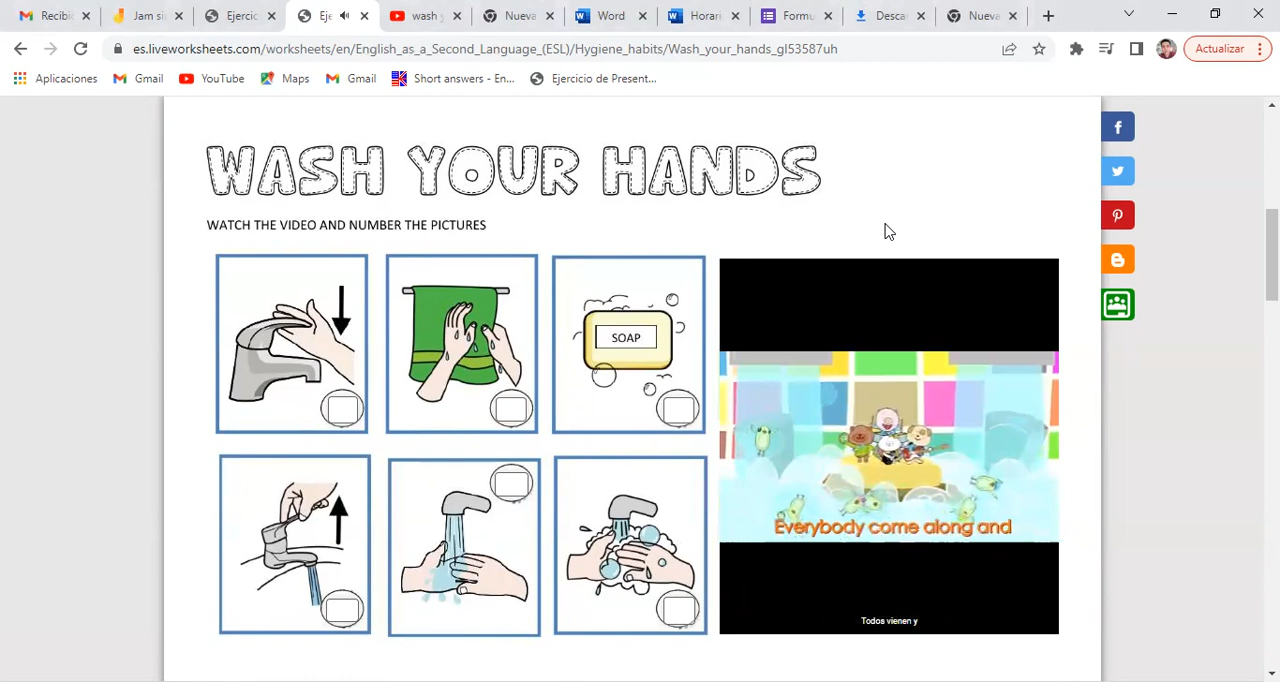 Recibid
Jam si
Ejercic
Eje
wash y
Nueva
Word
Horari
Formu
Desca
Nueva
es.liveworksheets.com/worksheets/en/English_as_a_Second_Language_(ESL)/Hygiene_habits/Wash_your_hands_gl53587uh
Actualizar
Aplicaciones
Gmail
YouTube
Maps
Gmail
Short answers - En...
Ejercicio de Present...
WASH YOUR HANDS
WATCH THE VIDEO AND NUMBER THE PICTURES
SOAP
Everybody come along and
Todos vienen y